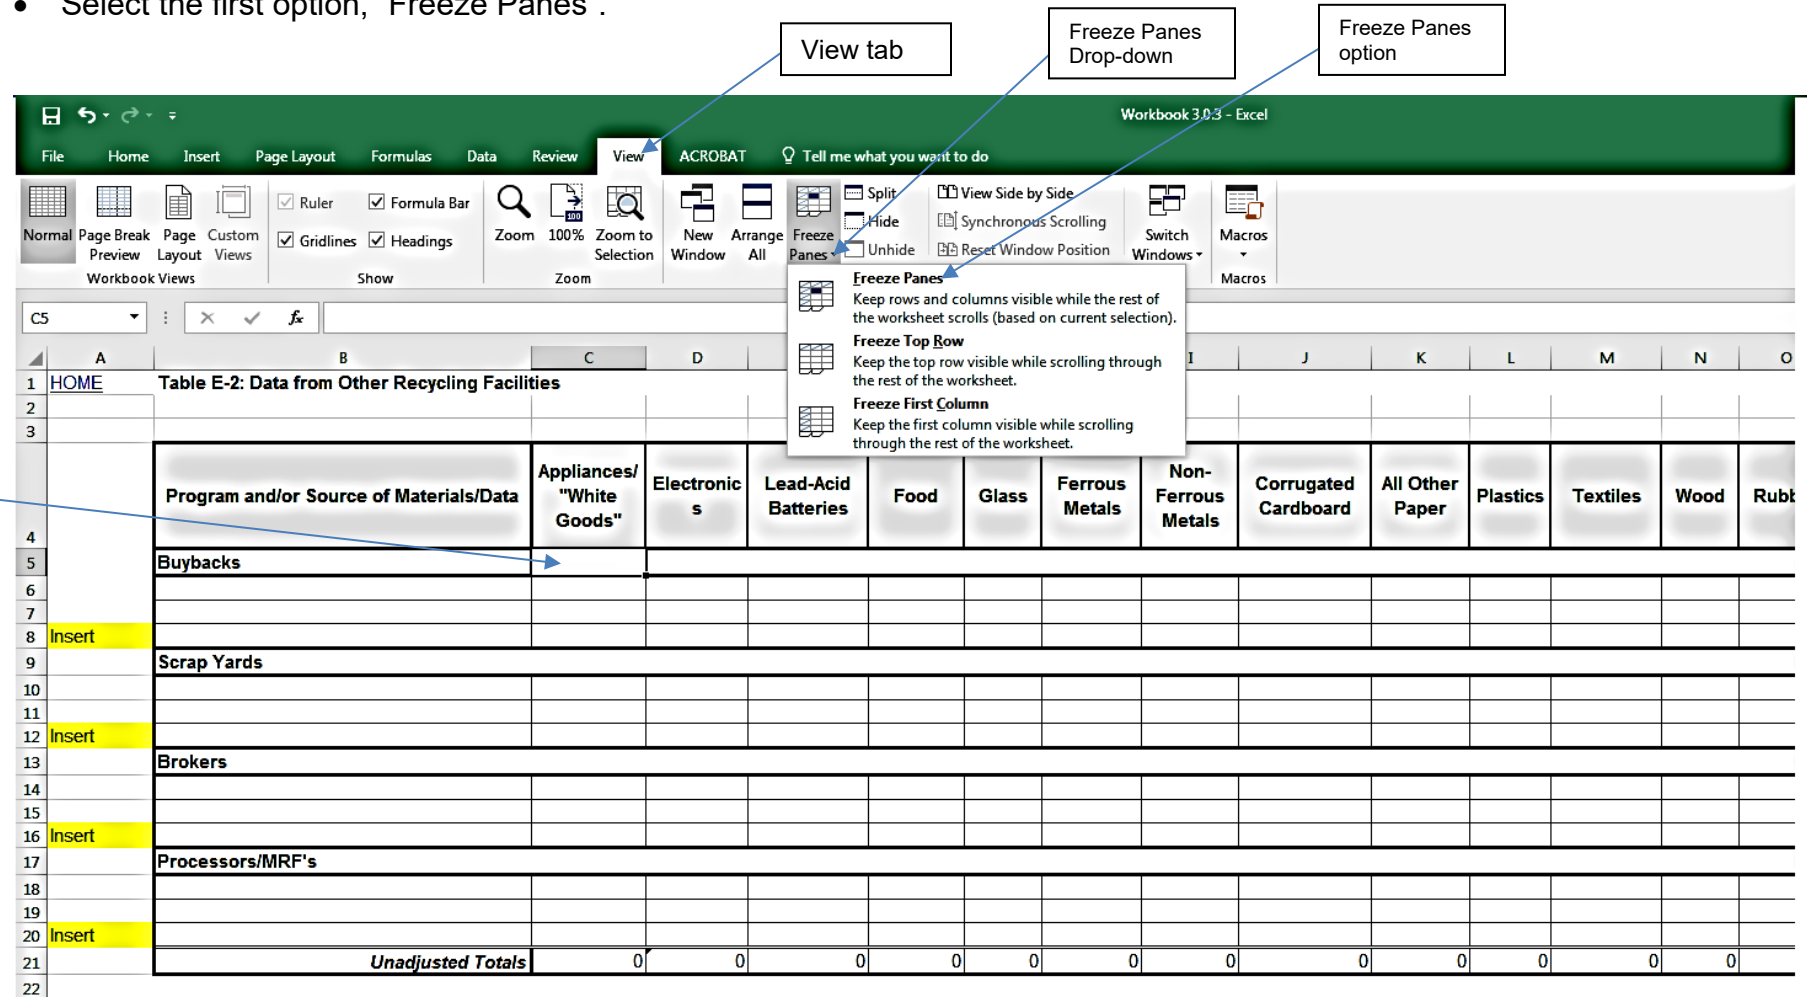 • Select the first option, "Freeze Panes".
View tab
Freeze Panes
Drop-down
Freeze Panes
option
Workbook 3.0.3 - Excel
File Home Insert Page Layout Formulas Data Review View ACROBAT Tell me what you want to do
Normal
Page Break
Preview
Page
Layout
Custom
Views
Workbook Views
Ruler
Formula Bar
Gridlines
Headings
Show
Zoom
100%
Zoom to
Selection
Zoom
New
Window
Arrange
All
Freeze
Panes
Split
Hide
Unhide
View Side by Side
Synchronous Scrolling
Reset Window Position
Switch
Windows
Macros
Macros
Freeze Panes
Keep rows and columns visible while the rest of
the worksheet scrolls (based on current selection).
Freeze Top Row
Keep the top row visible while scrolling through
the rest of the worksheet.
Freeze First Column
Keep the first column visible while scrolling
through the rest of the worksheet.
C5 fx
A B C D I J K L M N O
1 HOME Table E-2: Data from Other Recycling Facilities
2
3
4
Program and/or Source of Materials/Data
Appliances/
"White
Goods"
Electronic
s
Lead-Acid
Batteries
Food
Glass
Ferrous
Metals
Non-
Ferrous
Metals
Corrugated
Cardboard
All Other
Paper
Plastics
Textiles
Wood
Rubb
5 Buybacks
6
7
8 Insert
9 Scrap Yards
10
11
12 Insert
13 Brokers
14
15
16 Insert
17 Processors/MRF's
18
19
20 Insert
21 Unadjusted Totals 0 0 0 0 0 0 0 0 0 0 0 0
22